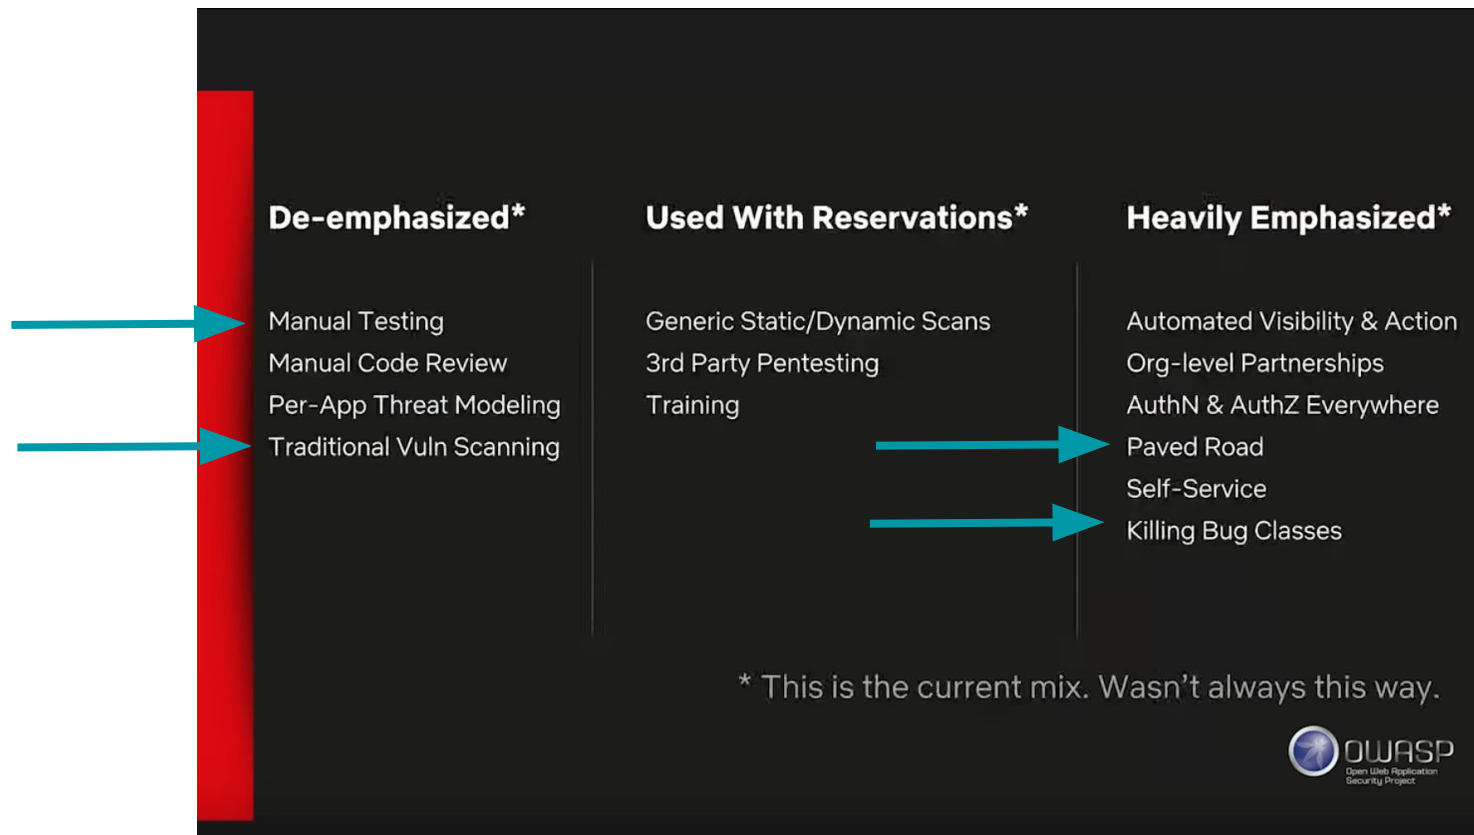 De-emphasized*
Manual Testing
Manual Code Review
Per-App Threat Modeling
Traditional Vuln Scanning
Used With Reservations*
Generic Static/Dynamic Scans
3rd Party Pentesting
Training
Heavily Emphasized*
Automated Visibility & Action
Org-level Partnerships
AuthN & AuthZ Everywhere
Paved Road
Self-Service
Killing Bug Classes
* This is the current mix. Wasn't always this way.
OWASP
Open Web Application
Security Project